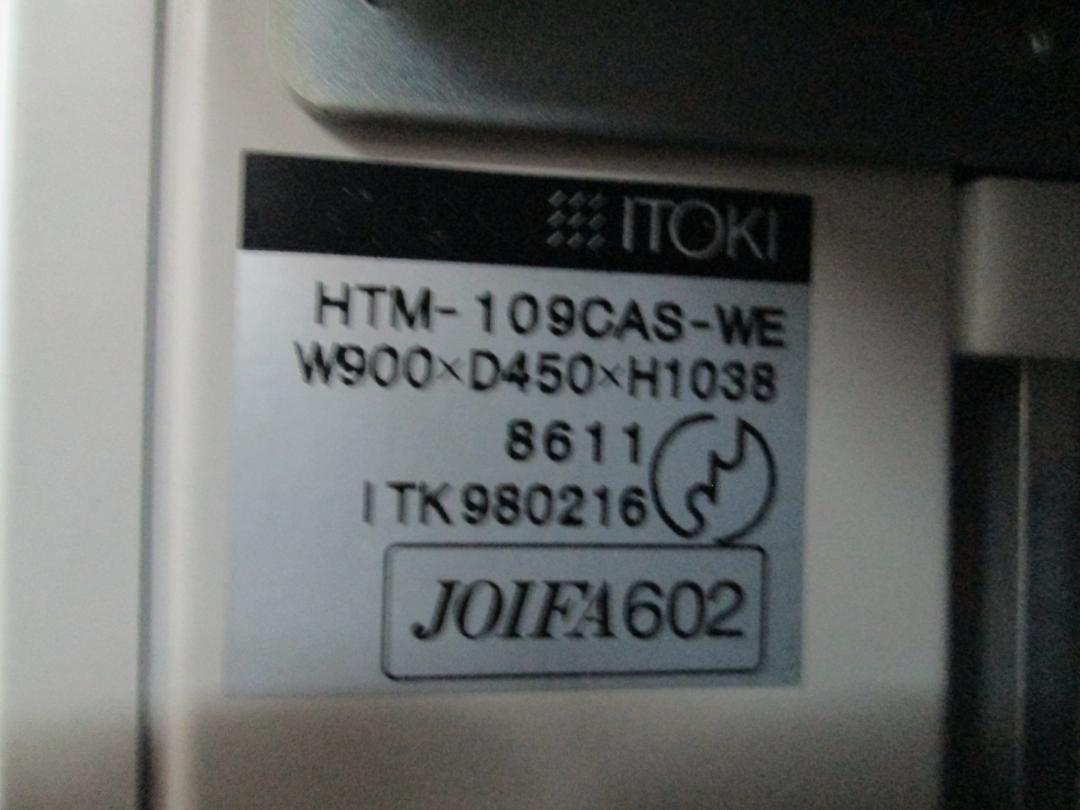 ITOKI
HTM-109CAS-WE
W900×D450×H1038
8611
ITK980216
JOIFA602